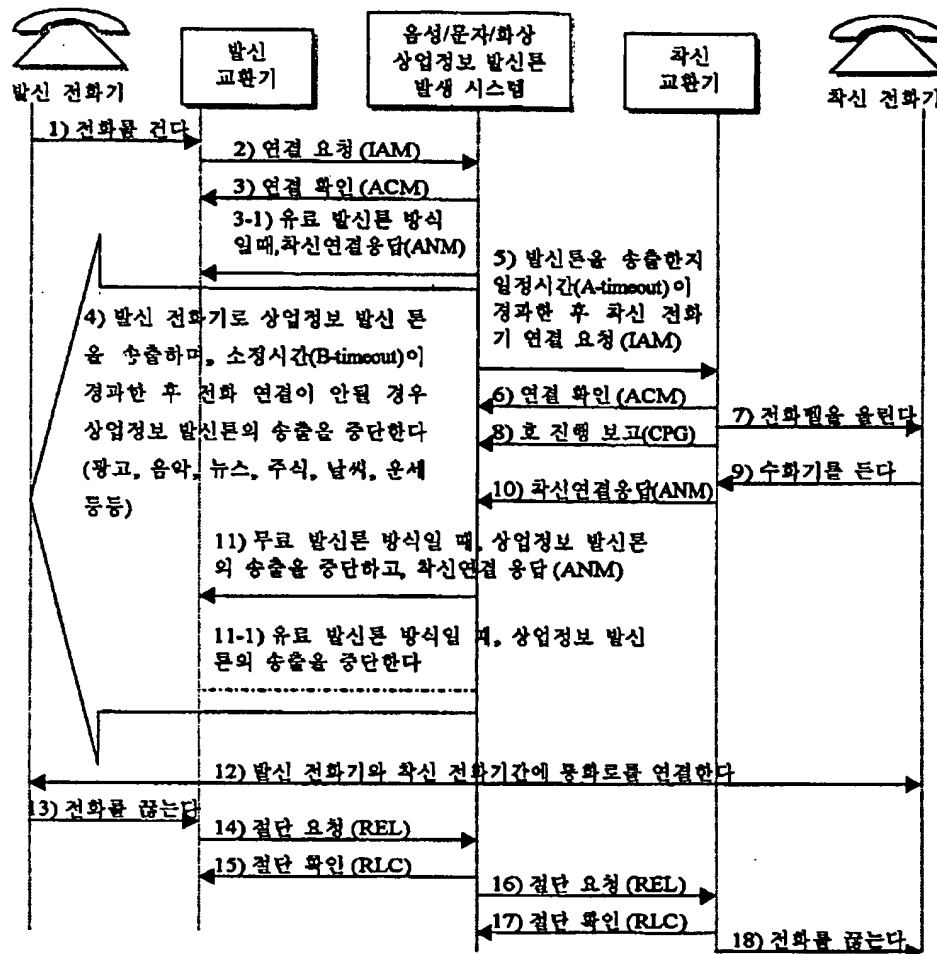 발신 전화기
발신
교환기
음성/문자/화상
상업정보 발신톤
발생 시스템
착신
교환기
착신 전화기
1) 전화를 건다
2) 연결 요청(IAM)
3) 연결 확인(ACM)
3-1) 유료 발신톤 방식
일때,착신연결응답(ANM)
4) 발신 전화기로 상업정보 발신 톤
을 송출하며, 소정시간(B-timeout)이
경과한 후 전화 연결이 안될 경우
상업정보 발신톤의 송출을 중단한다
(광고, 음악, 뉴스, 주식, 날씨, 운세
등등)
5) 발신톤을 송출한지
일정시간(A-timeout)이
경과한 후 착신 전화
기 연결 요청(IAM)
6) 연결 확인(ACM)
7) 전화벨을 울린다
8) 호 진행 보고(CPG)
9) 수화기를 든다
10) 착신연결응답(ANM)
11) 무료 발신톤 방식일 때, 상업정보 발신톤
의 송출을 중단하고, 착신연결 응답(ANM)
11-1) 유료 발신톤 방식일 때, 상업정보 발신
톤의 송출을 중단한다
12) 발신 전화기와 착신 전화기간에 통화로를 연결한다
13) 전화를 끊는다
14) 절단 요청(REL)
15) 절단 확인(RLC)
16) 절단 요청(REL)
17) 절단 확인(RLC)
18) 전화를 끊는다